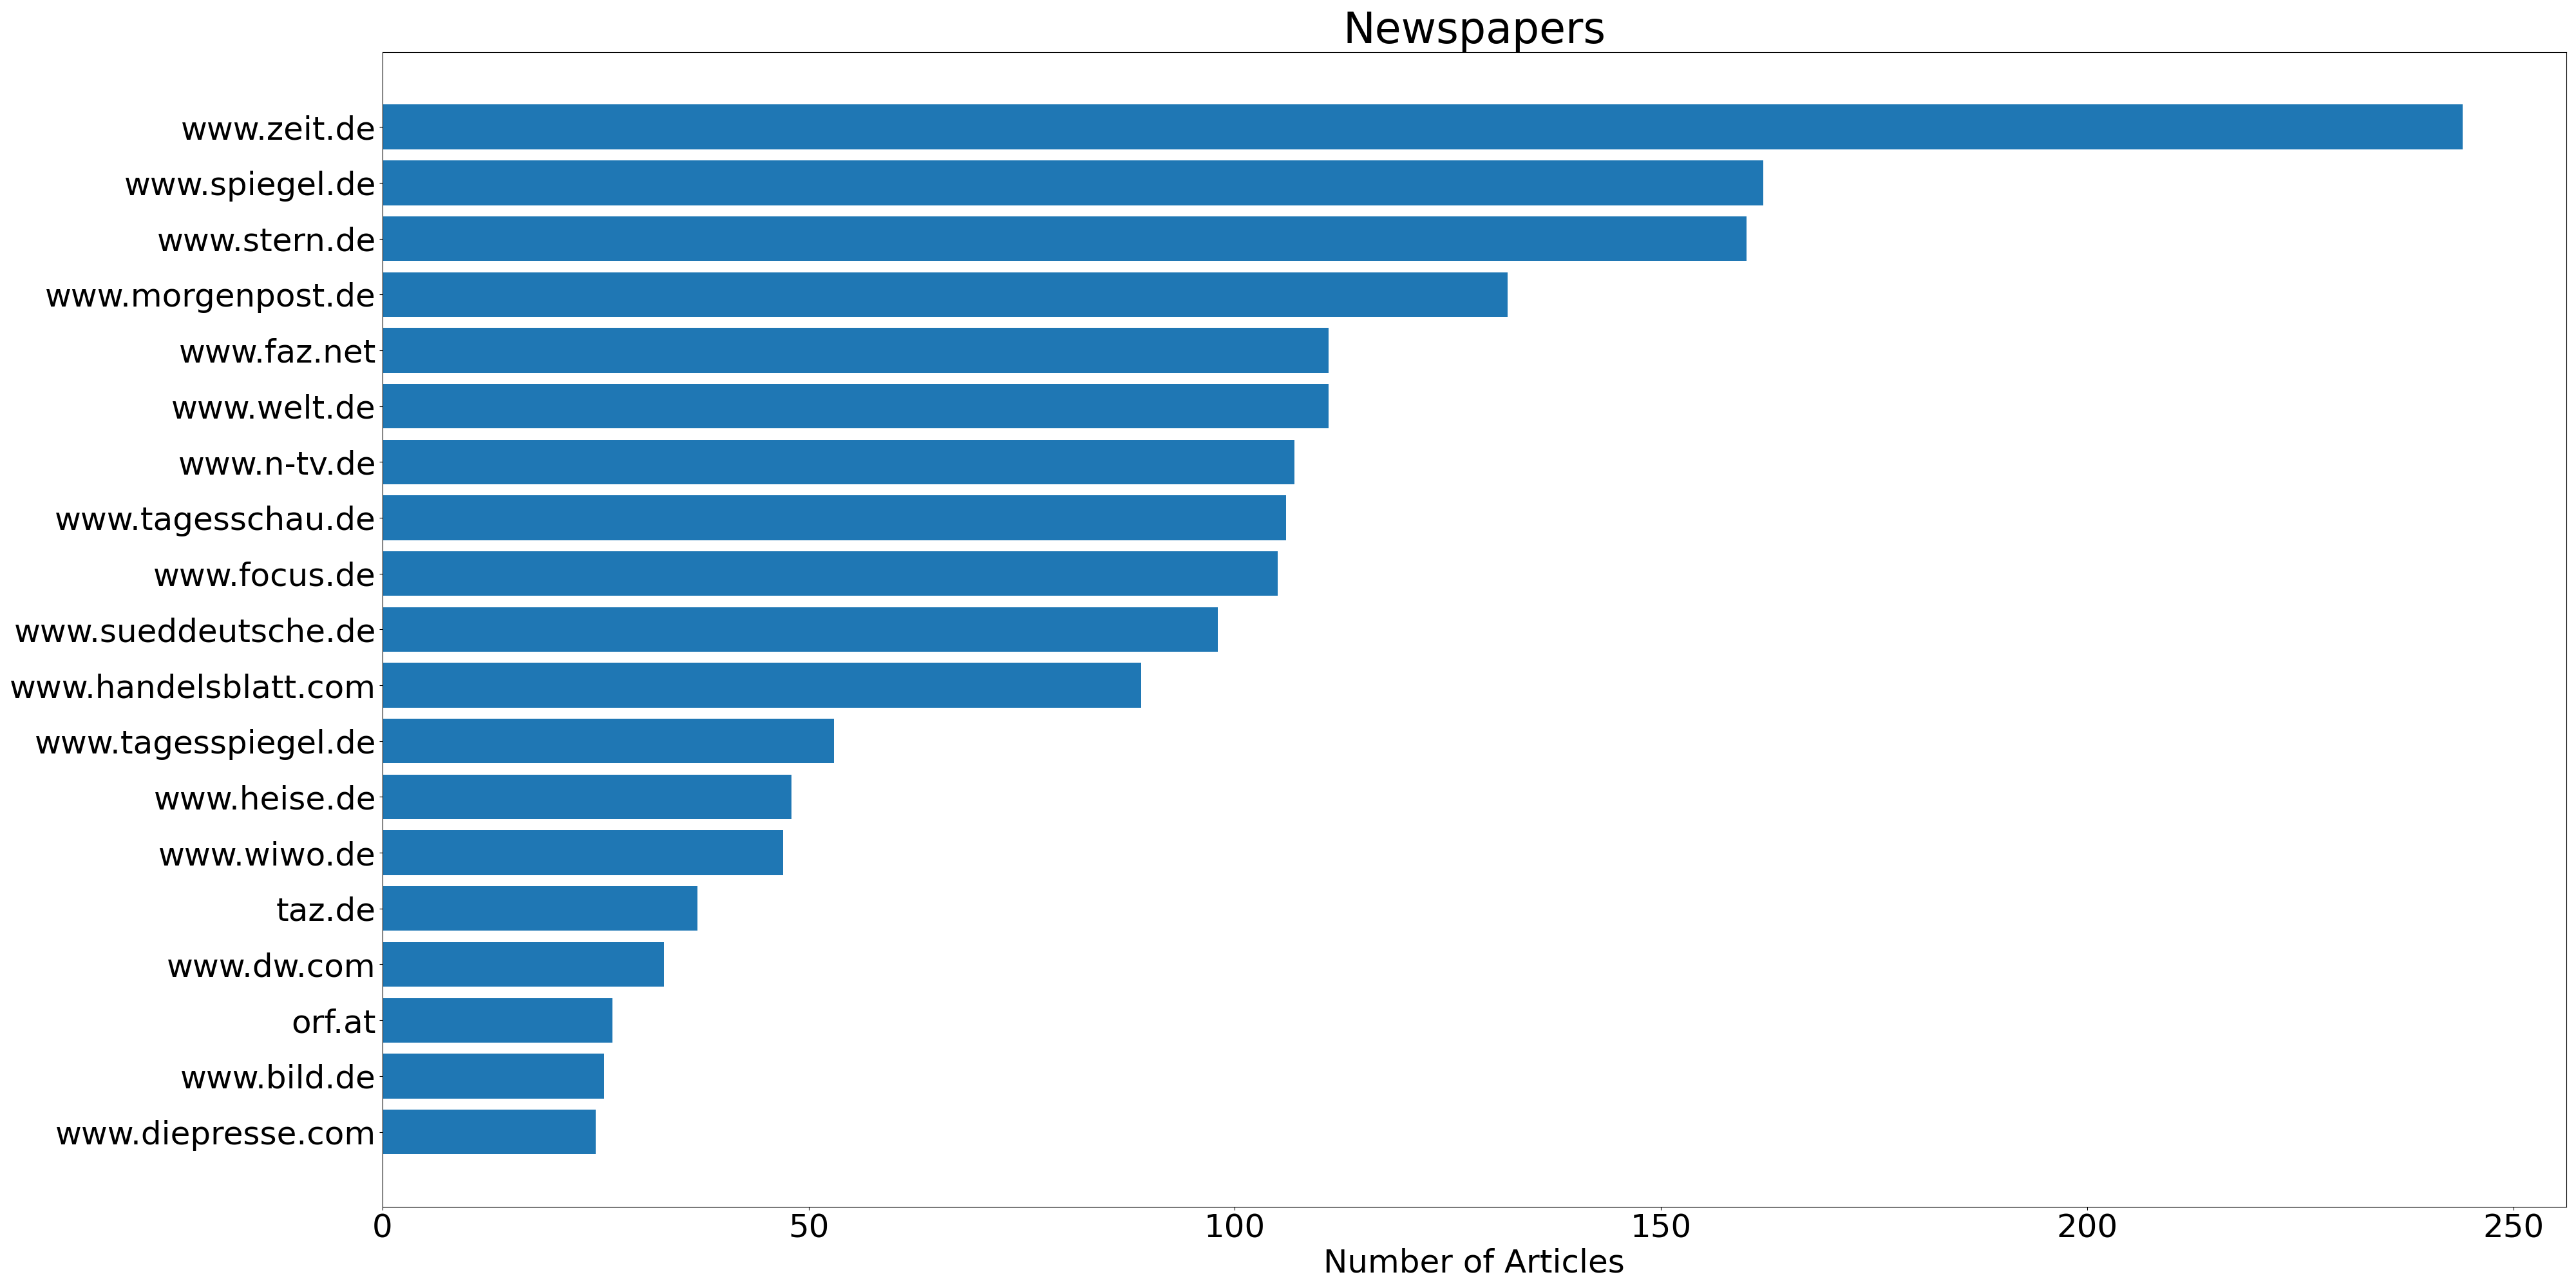 Newspapers
www.zeit.de
www.spiegel.de
www.stern.de
www.morgenpost.de
www.faz.net
www.welt.de
www.n-tv.de
www.tagesschau.de
www.focus.de
www.sueddeutsche.de
www.handelsblatt.com
www.tagesspiegel.de
www.heise.de
www.wiwo.de
taz.de
www.dw.com
orf.at
www.bild.de
www.diepresse.com
0 50 100 150 200 250
Number of Articles